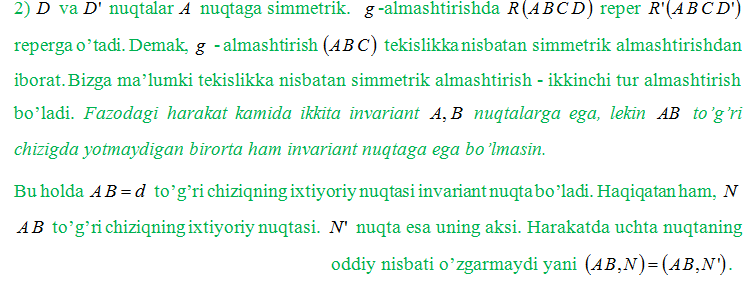 2) D va D' nuqtalar A nuqtaga simmetrik. g-almashtirishda R(ABCD) reper R'(ABCD')
reperga o’tadi. Demak, g - almashtirish (ABC) tekislikka nisbatan simmetrik almashtirishdan
iborat. Bizga ma’lumki tekislikka nisbatan simmetrik almashtirish - ikkinchi tur almashtirish
bo’ladi. Fazodagi harakat kamida ikkita invariant A, B nuqtalarga ega, lekin AB to’g’ri
chizigda yotmaydigan birorta ham invariant nuqtaga ega bo’lmasin.
Bu holda AB = d to’g’ri chiziqning ixtiyoriy nuqtasi invariant nuqta bo’ladi. Haqiqatan ham, N
AB to’g’ri chiziqning ixtiyoriy nuqtasi. N' nuqta esa uning aksi. Harakatda uchta nuqtaning
oddiy nisbati o’zgarmaydi yani (AB,N)=(AB,N').